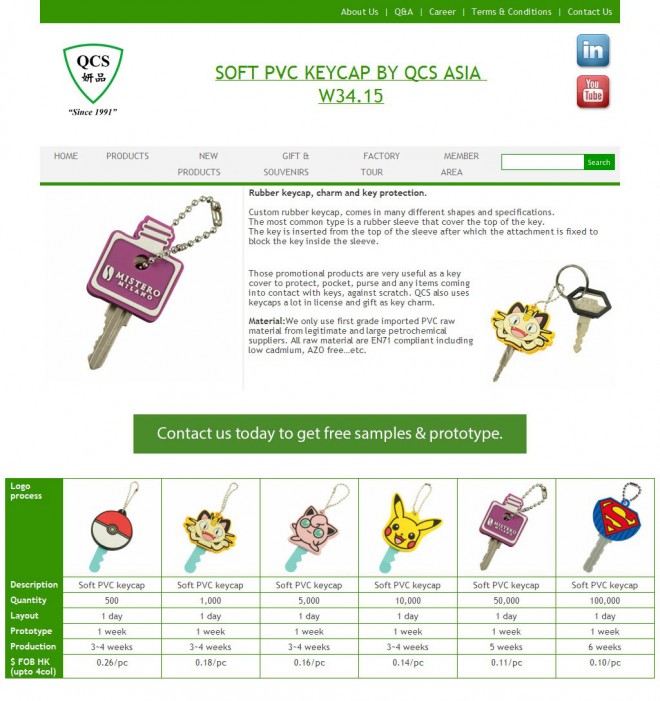 About Us | Q&A | Career | Terms & Conditions | Contact Us
QCS
妍品
“Since 1991”
SOFT PVC KEYCAP BY QCS ASIA
W34.15
in
You
Tube
HOME PRODUCTS NEW PRODUCTS GIFT & SOUVENIRS FACTORY TOUR MEMBER AREA Search
Rubber keycap, charm and key protection.
Custom rubber keycap, comes in many different shapes and specifications.
The most common type is a rubber sleeve that cover the top of the key.
The key is inserted from the top of the sleeve after which the attachment is fixed to
block the key inside the sleeve.
MISTERO
MILANO
Those promotional products are very useful as a key
cover to protect, pocket, purse and any items coming
into contact with keys, against scratch. QCS also uses
keycaps a lot in license and gift as key charm.
Material:We only use first grade imported PVC raw
material from legitimate and large petrochemical
suppliers. All raw material are EN71 compliant including
low cadmium, AZO free…etc.
Contact us today to get free samples & prototype.
Logo
process
MISTERO
MILANO
S
Description Soft PVC keycap Soft PVC keycap Soft PVC keycap Soft PVC keycap Soft PVC keycap Soft PVC keycap
Quantity 500 1,000 5,000 10,000 50,000 100,000
Layout 1 day 1 day 1 day 1 day 1 day 1 day
Prototype 1 week 1 week 1 week 1 week 1 week 1 week
Production 3~4 weeks 3~4 weeks 3~4 weeks 3~4 weeks 5 weeks 6 weeks
$ FOB HK
(upto 4col) 0.26/pc 0.18/pc 0.16/pc 0.14/pc 0.11/pc 0.10/pc